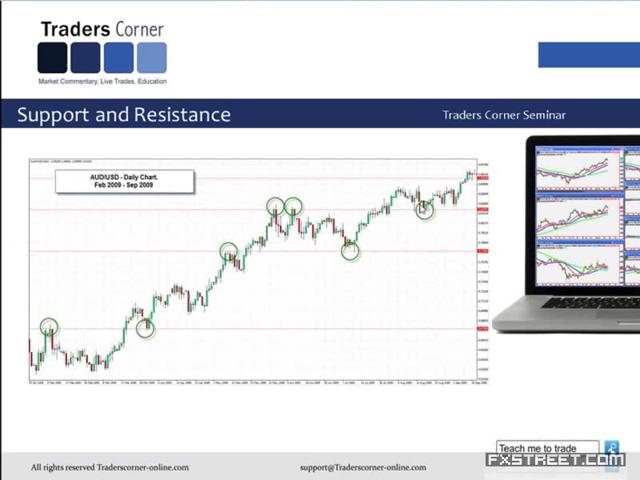 Traders Corner
Market Commentary, Live Trades, Education
Support and Resistance
Traders Corner Seminar
AUD/USD - Daily Chart.
Feb 2009 - Sep 2009
Teach me to trade
FXSTREET.COM
All rights reserved Traderscorner-online.com
support@Traderscorner-online.com